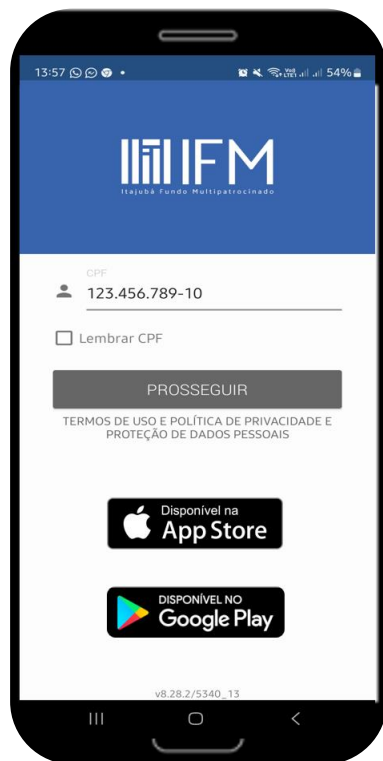 13:57
54%
IFM
Itajubá Fundo Multipatrocinado
CPF
123.456.789-10
Lembrar CPF
PROSSEGUIR
TERMOS DE USO E POLÍTICA DE PRIVACIDADE E
PROTEÇÃO DE DADOS PESSOAIS
Disponível na
App Store
DISPONÍVEL NO
Google Play
v8.28.2/5340_13